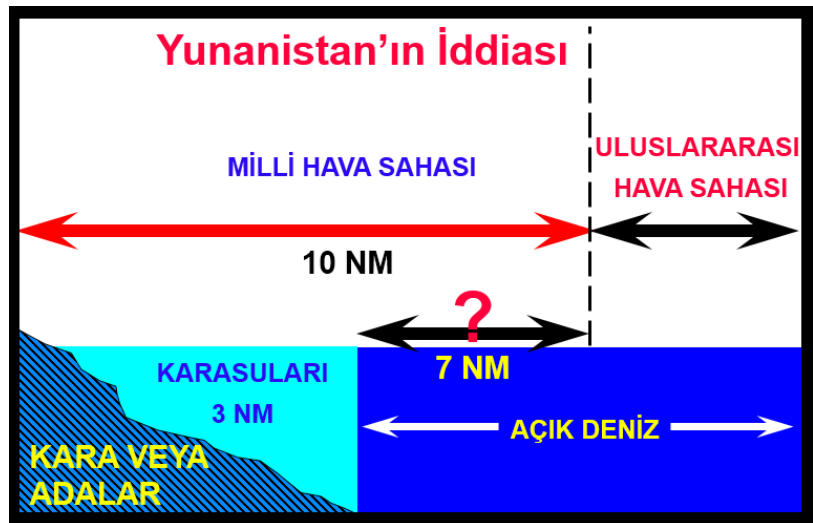 Yunanistan’ın İddiası
MİLLİ HAVA SAHASI
ULUSLARARASI
HAVA SAHASI
10 NM
?
7 NM
KARASULARI
3 NM
AÇIK DENİZ
KARA VEYA
ADALAR